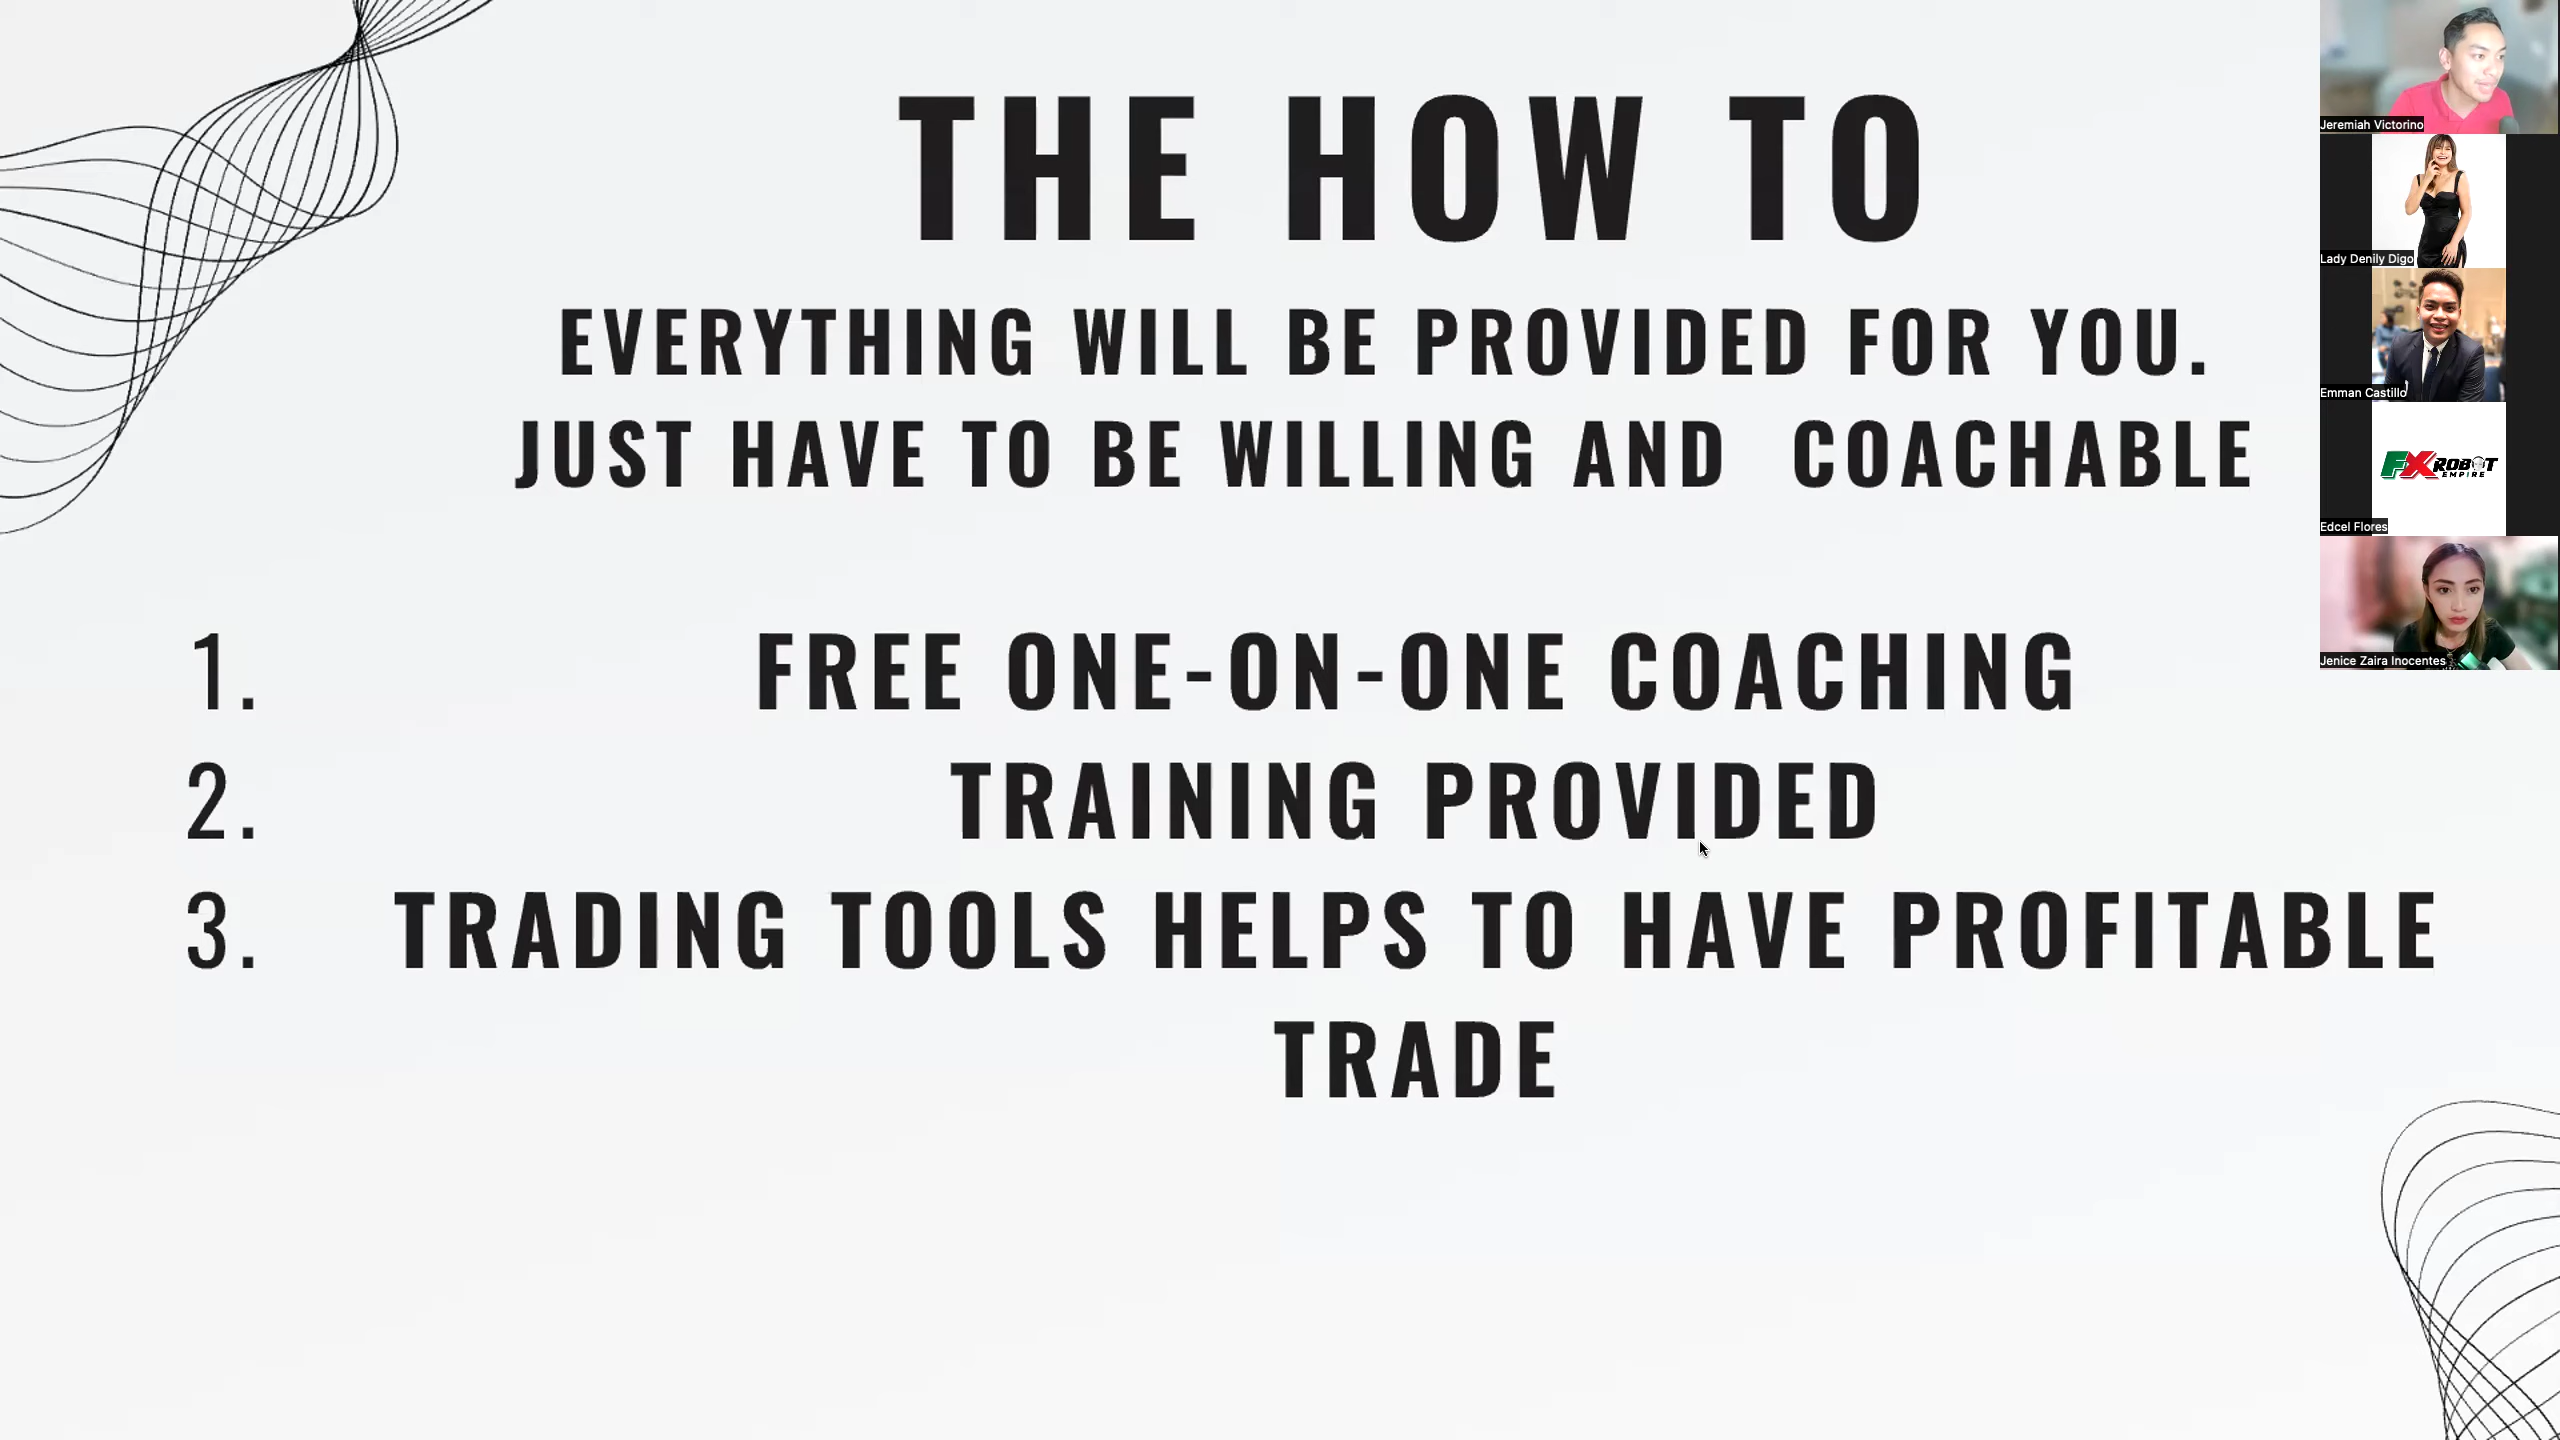 THE HOW TO
EVERYTHING WILL BE PROVIDED FOR YOU.
JUST HAVE TO BE WILLING AND  COACHABLE
1. FREE ONE-ON-ONE COACHING
2. TRAINING PROVIDED
3. TRADING TOOLS HELPS TO HAVE PROFITABLE
TRADE
Jeremiah Victorino
Lady Denily Digo
Emman Castillo
FX ROBOT
EMPIRE
Edcel Flores
Jenice Zaira Inocentes